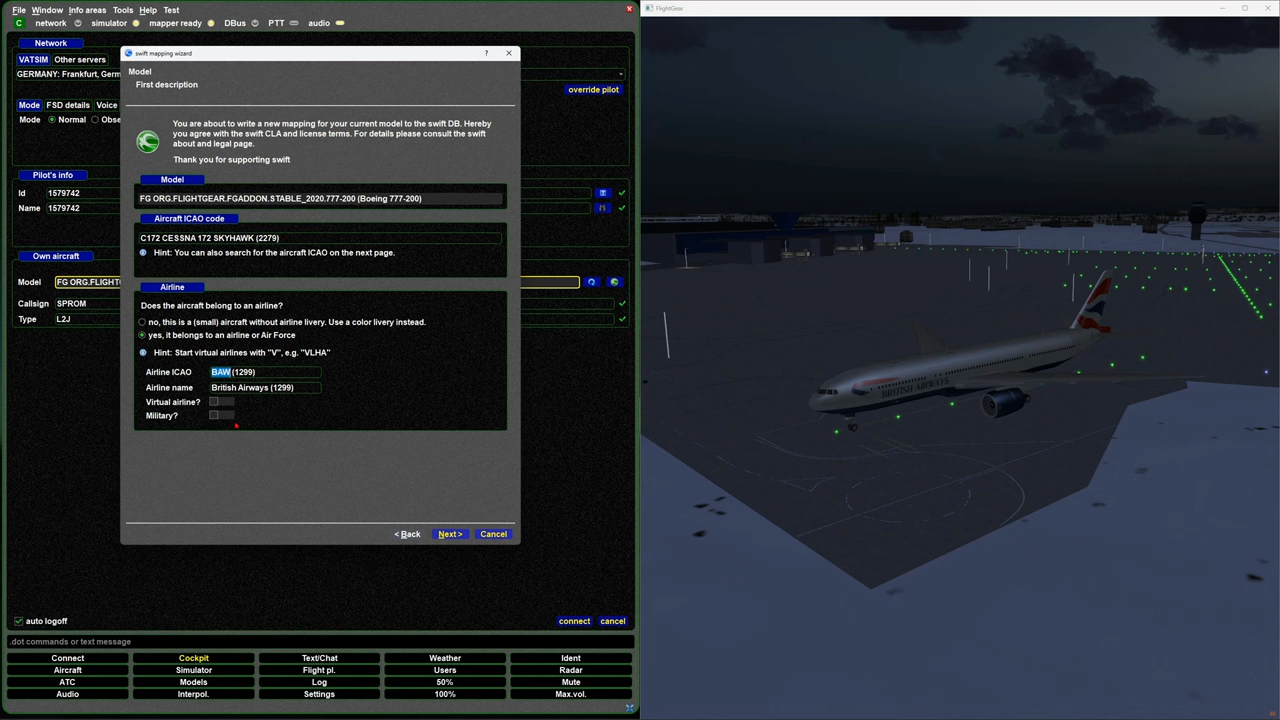 File Window Info areas Tools Help Test
C network simulator mapper ready DBus PTT audio
Network
VATSIM Other servers
GERMANY: Frankfurt, Germ
override pilot
Mode FSD details Voice
Mode Normal Obse
Pilot's info
Id 1579742
Name 1579742
Own aircraft
Model FG ORG.FLIGHTG
Callsign SPROM
Type L2J
swift mapping wizard
?
Model
First description
You are about to write a new mapping for your current model to the swift DB. Hereby
you agree with the swift CLA and license terms. For details please consult the swift
about and legal page.
Thank you for supporting swift
Model
FG ORG.FLIGHTGEAR.FGADDON.STABLE_2020.777-200 (Boeing 777-200)
Aircraft ICAO code
C172 CESSNA 172 SKYHAWK (2279)
Hint: You can also search for the aircraft ICAO on the next page.
Airline
Does the aircraft belong to an airline?
no, this is a (small) aircraft without airline livery. Use a color livery instead.
yes, it belongs to an airline or Air Force
Hint: Start virtual airlines with "V", e.g. "VLHA"
Airline ICAO BAW (1299)
Airline name British Airways (1299)
Virtual airline?
Military?
< Back Next > Cancel
auto logoff
connect cancel
.dot commands or text message
Connect Cockpit Text/Chat Weather Ident
Aircraft Simulator Flight pl. Users Radar
ATC Models Log 50% Mute
Audio Interpol. Settings 100% Max.vol.
FlightGear
BRITISH AIRWAYS